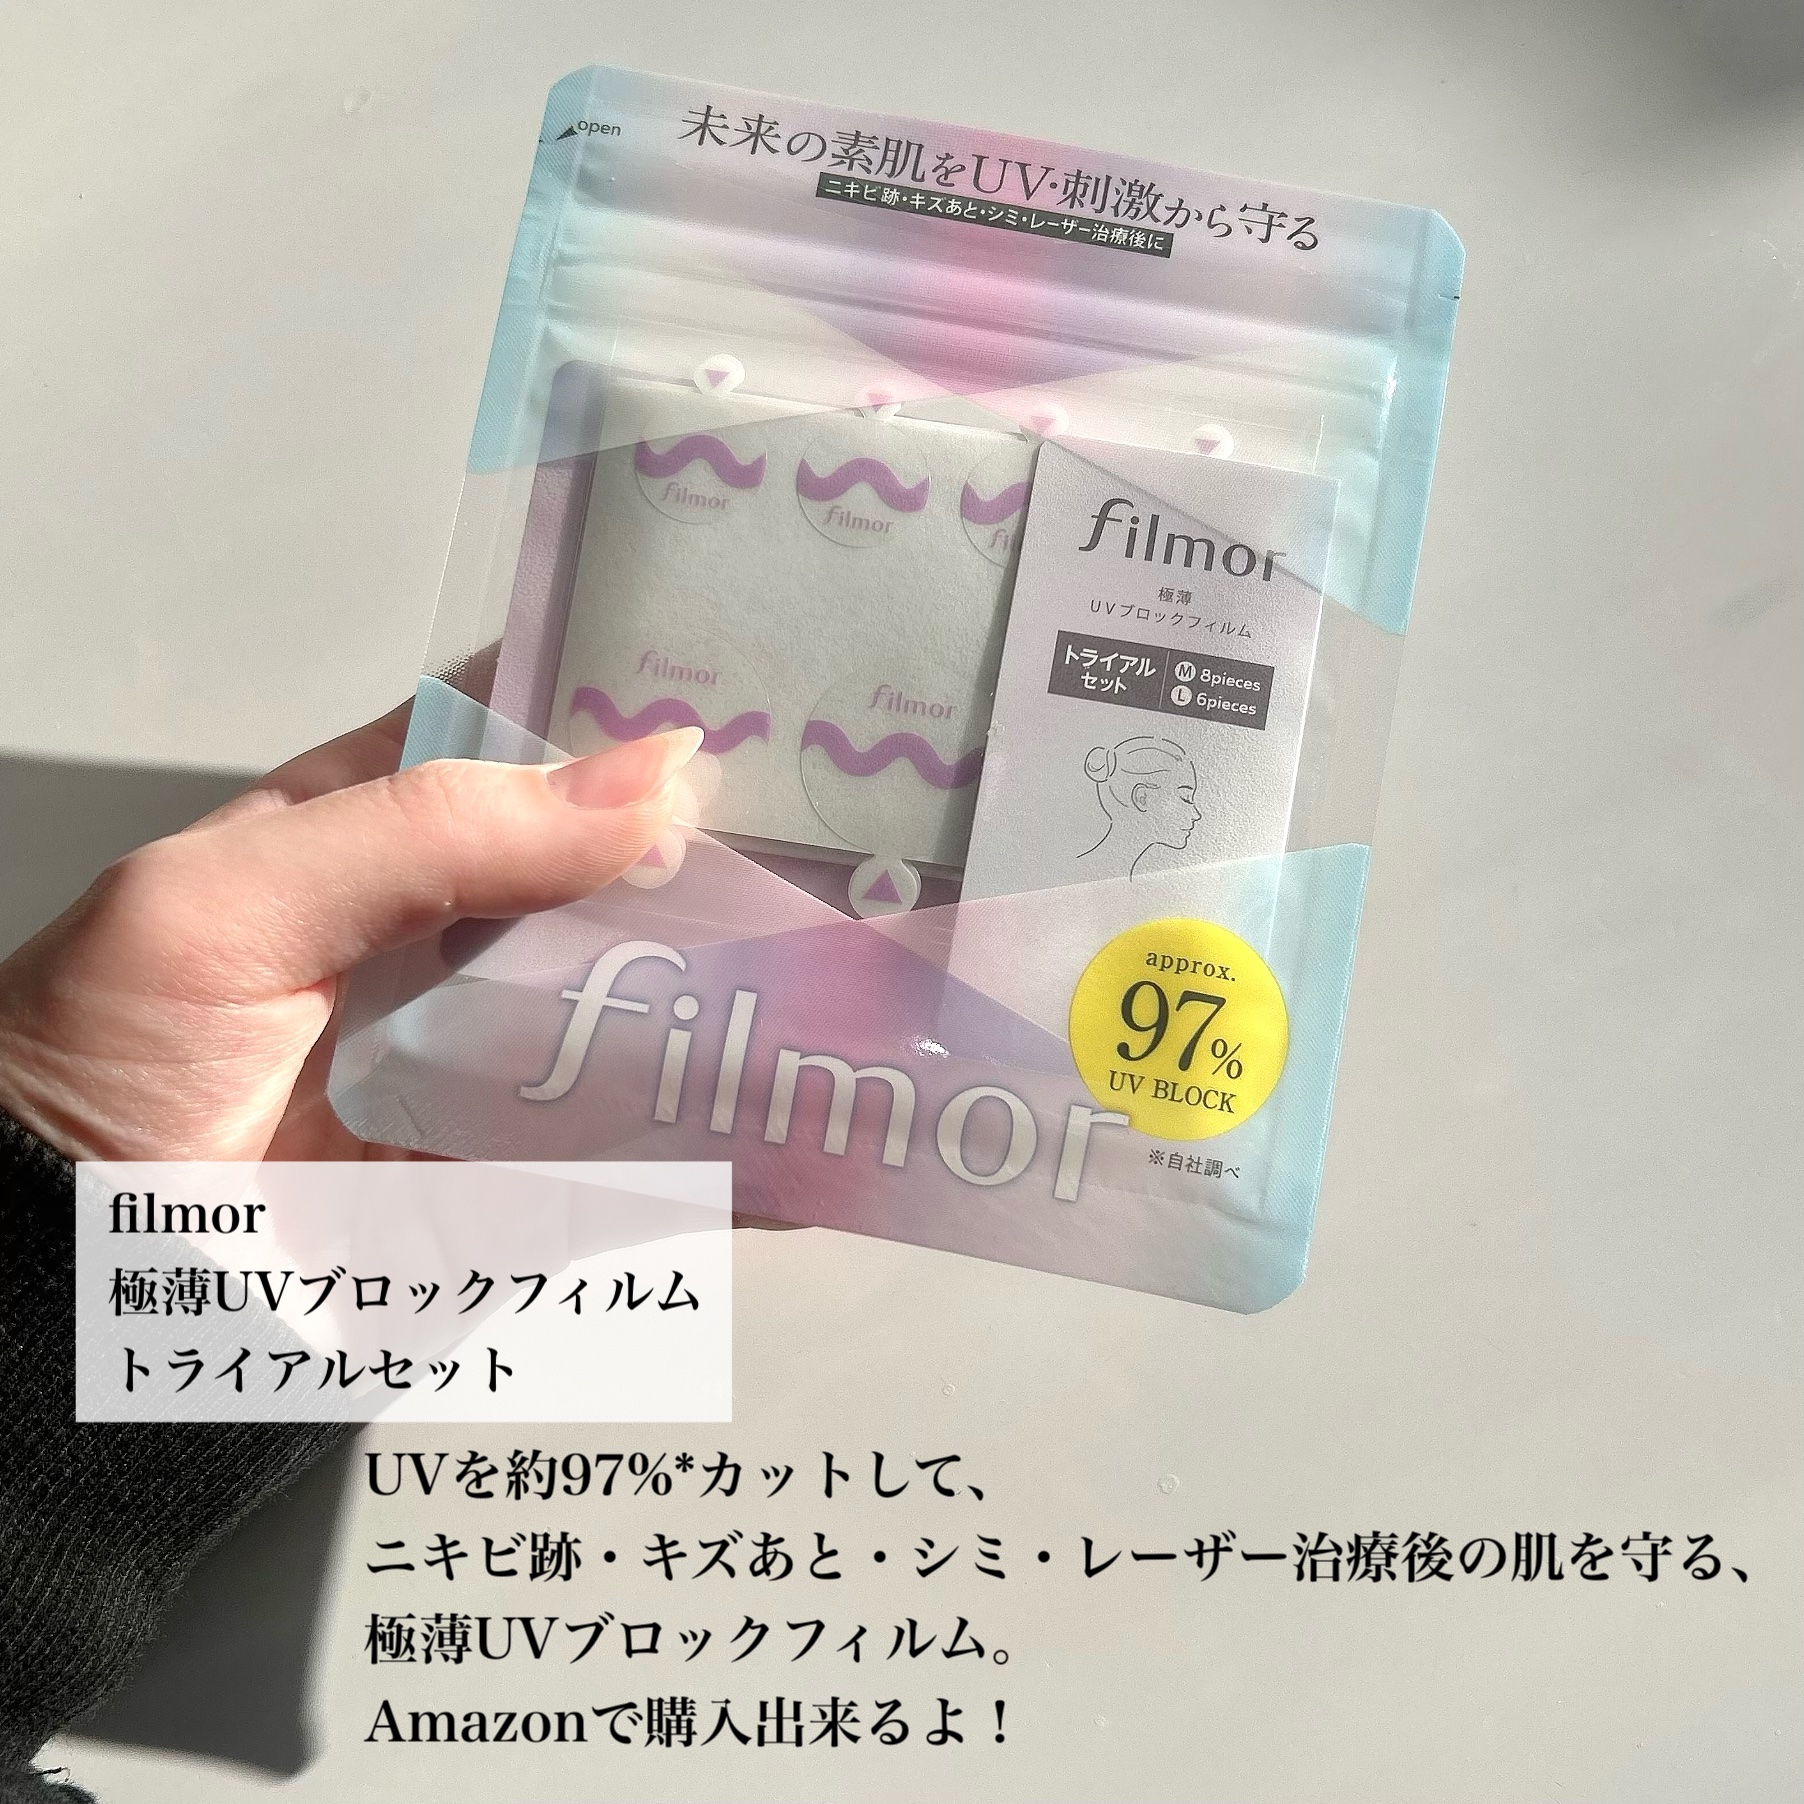 open
未来の素肌をUV・刺激から守る
ニキビ跡・キズあと・シミ・レーザー治療後に
filmor
filmor
fil
filmor
filmor
filmor
極薄
UVブロックフィルム
トライアル
セット
M 8pieces
L 6pieces
approx.
97%
UV BLOCK
※自社調べ
filmor
filmor
極薄UVブロックフィルム
トライアルセット
UVを約97%*カットして、
ニキビ跡・キズあと・シミ・レーザー治療後の肌を守る、
極薄UVブロックフィルム。
Amazonで購入出来るよ！